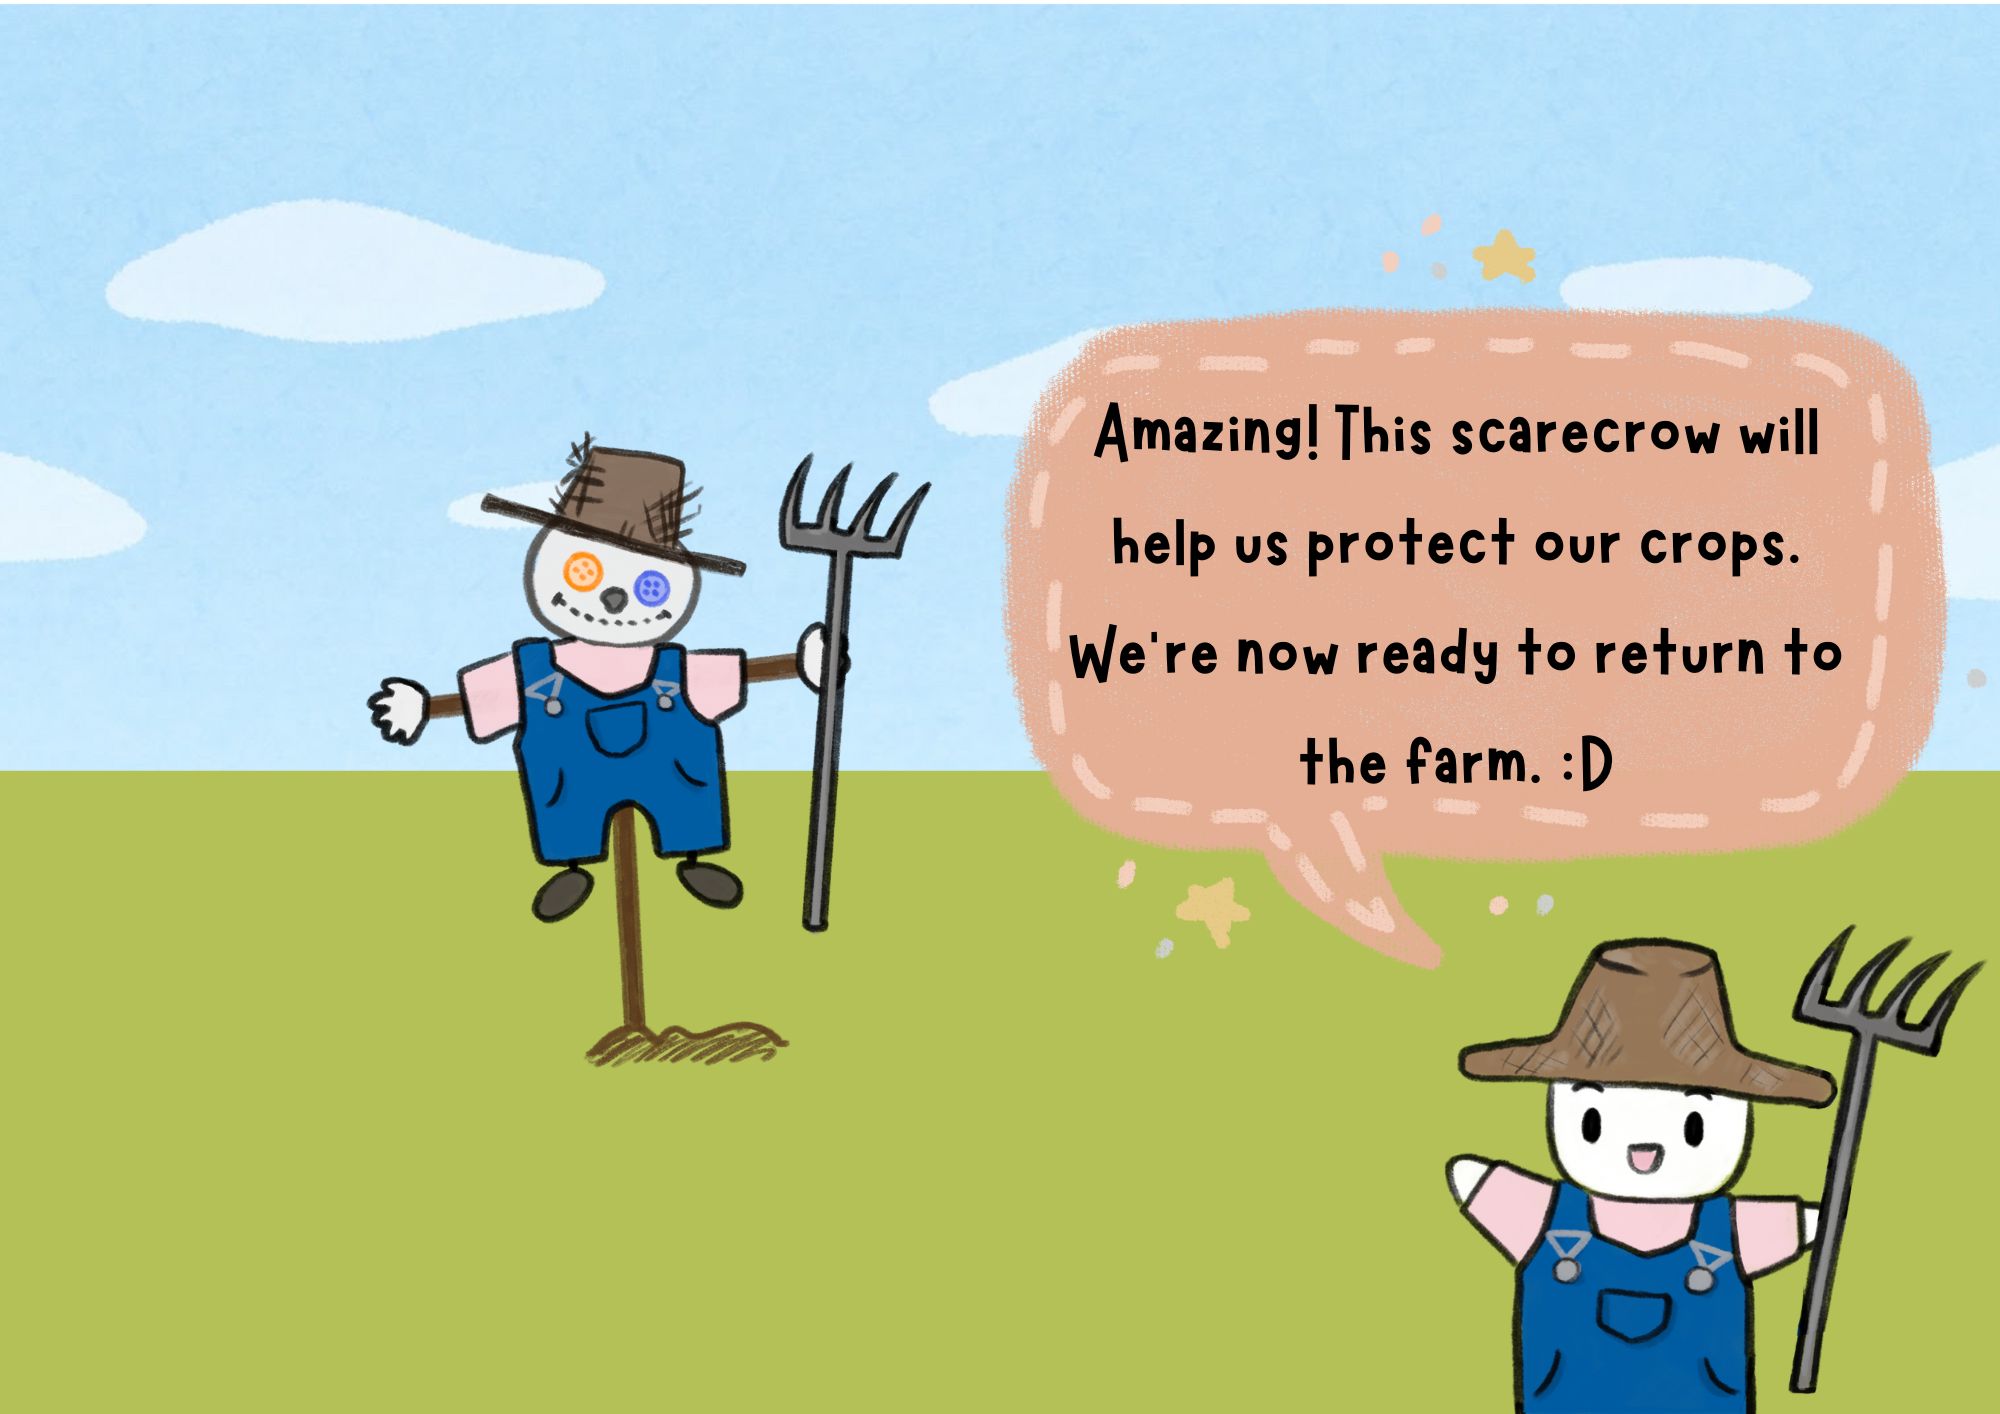 Amazing! This scarecrow will
help us protect our crops.
We're now ready to return to
the farm. :D